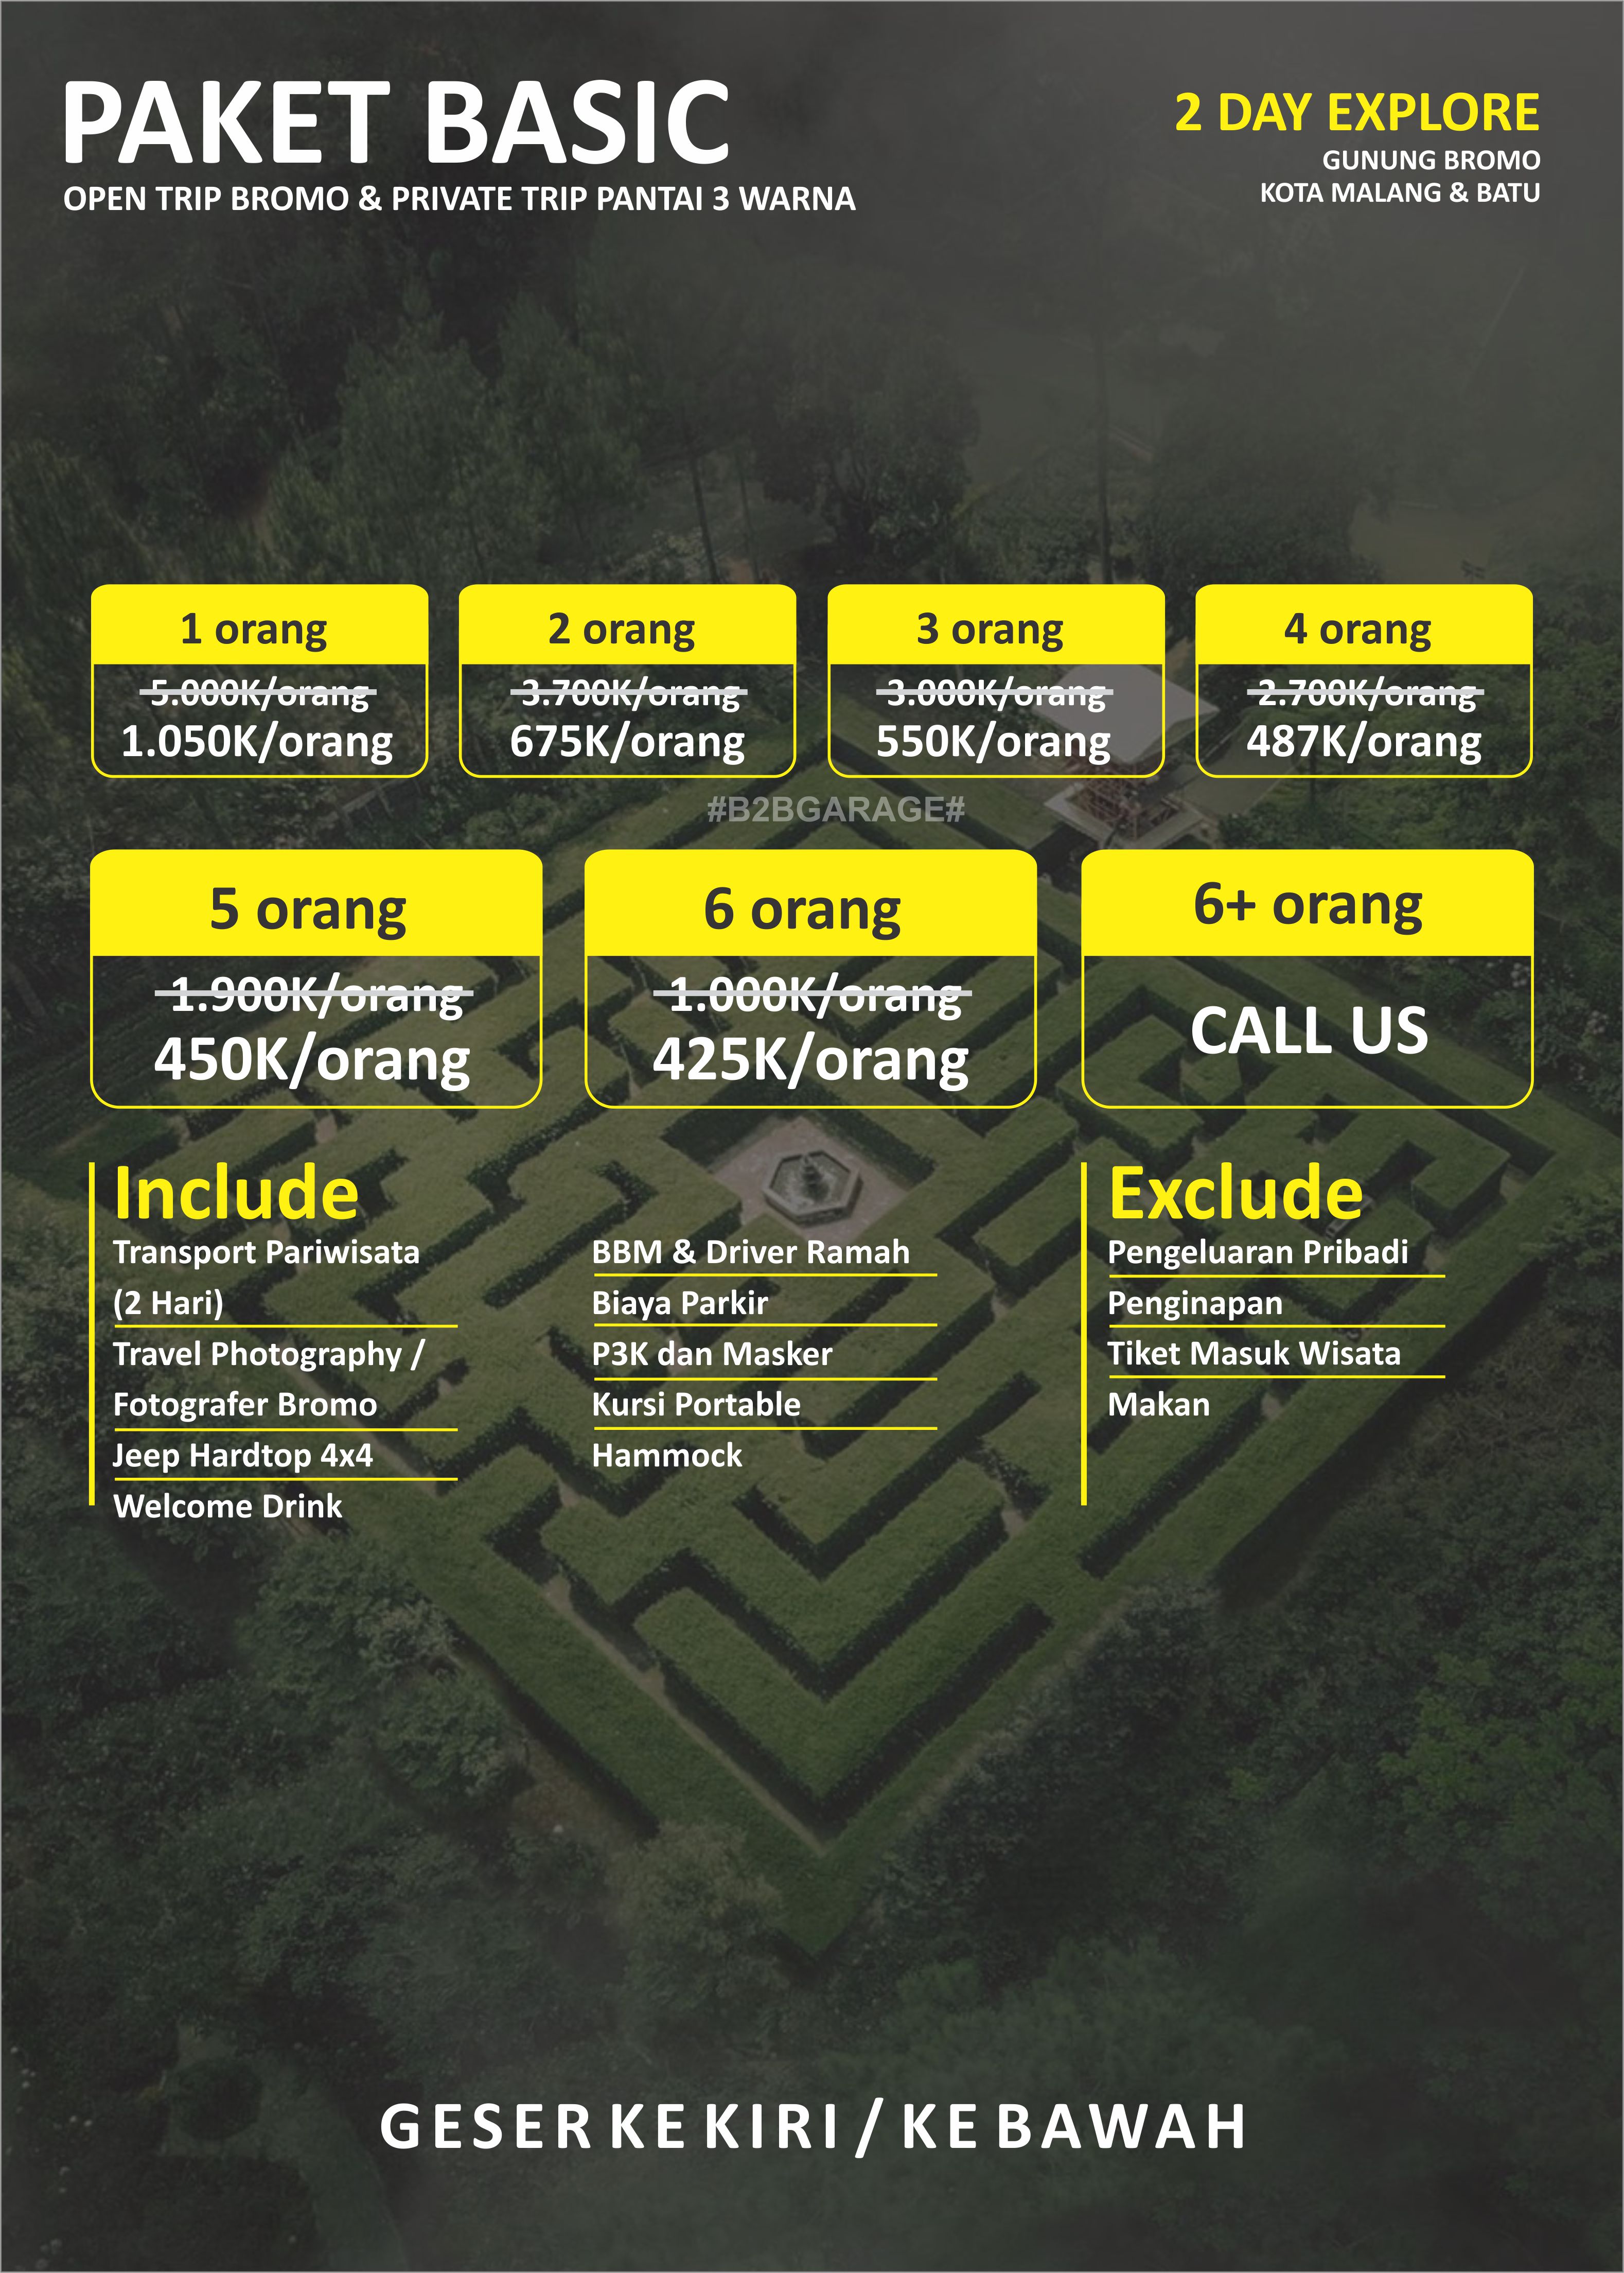 PAKET BASIC
OPEN TRIP BROMO & PRIVATE TRIP PANTAI 3 WARNA
2 DAY EXPLORE
GUNUNG BROMO
KOTA MALANG & BATU
1 orang
5.000K/orang
1.050K/orang
2 orang
3.700K/orang
675K/orang
3 orang
3.000K/orang
550K/orang
4 orang
2.700K/orang
487K/orang
#B2BGARAGE#
5 orang
1.900K/orang
450K/orang
6 orang
1.000K/orang
425K/orang
6+ orang
CALL US
Include
Transport Pariwisata
(2 Hari)
Travel Photography /
Fotografer Bromo
Jeep Hardtop 4x4
Welcome Drink
BBM & Driver Ramah
Biaya Parkir
P3K dan Masker
Kursi Portable
Hammock
Exclude
Pengeluaran Pribadi
Penginapan
Tiket Masuk Wisata
Makan
GESER KE KIRI / KE BAWAH